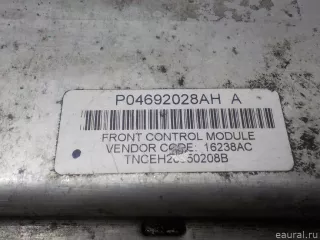 P04692028AH A
FRONT CONTROL MODULE
VENDOR CODE: 16238AC
eaural.ru